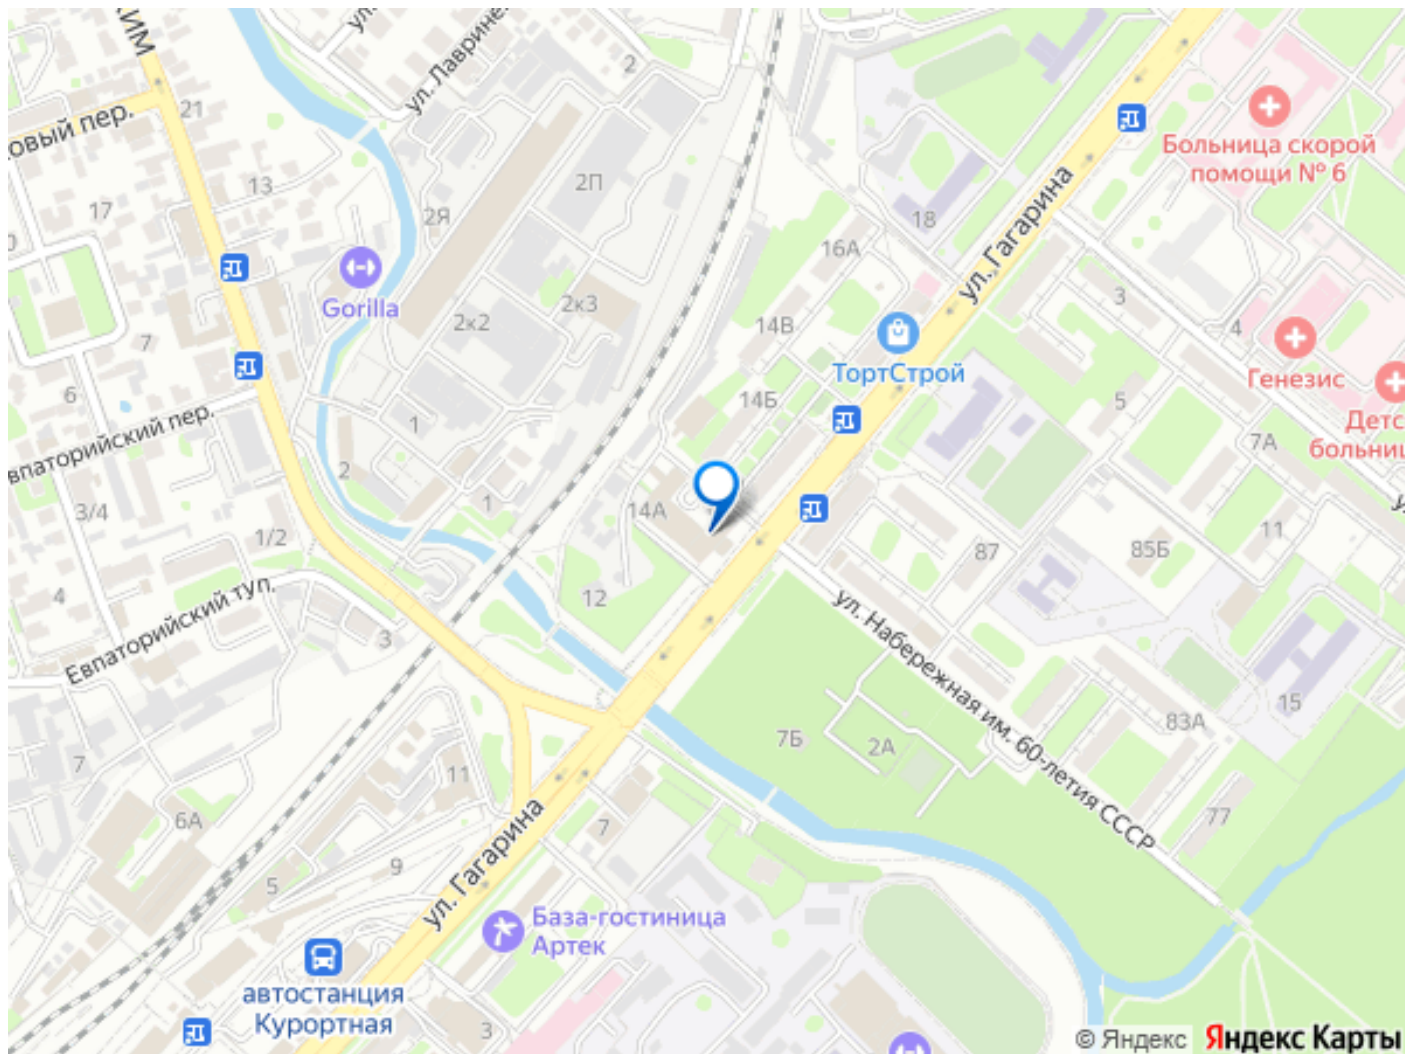 ул. Лаврине
2
21
овый пер.
Больница скорой
помощи № 6
13
2П
17
2Я
18
ул. Гагарина
16А
Gorilla
3
2к3
2к2
14В
4
7
ТортСтрой
Генезис
6
14Б
5
Детс
больниц
впаторийский пер.
1
7А
2
3/4
1
14А
1/2
87
85Б
11
4
12
Евпаторийский туп.
3
ул. Набережная им. 60-летия СССР
15
83А
7Б
2А
7
11
77
6А
7
ул. Гагарина
9
5
База-гостиница
Артек
автостанция
Курортная
3
© Яндекс Яндекс Карты